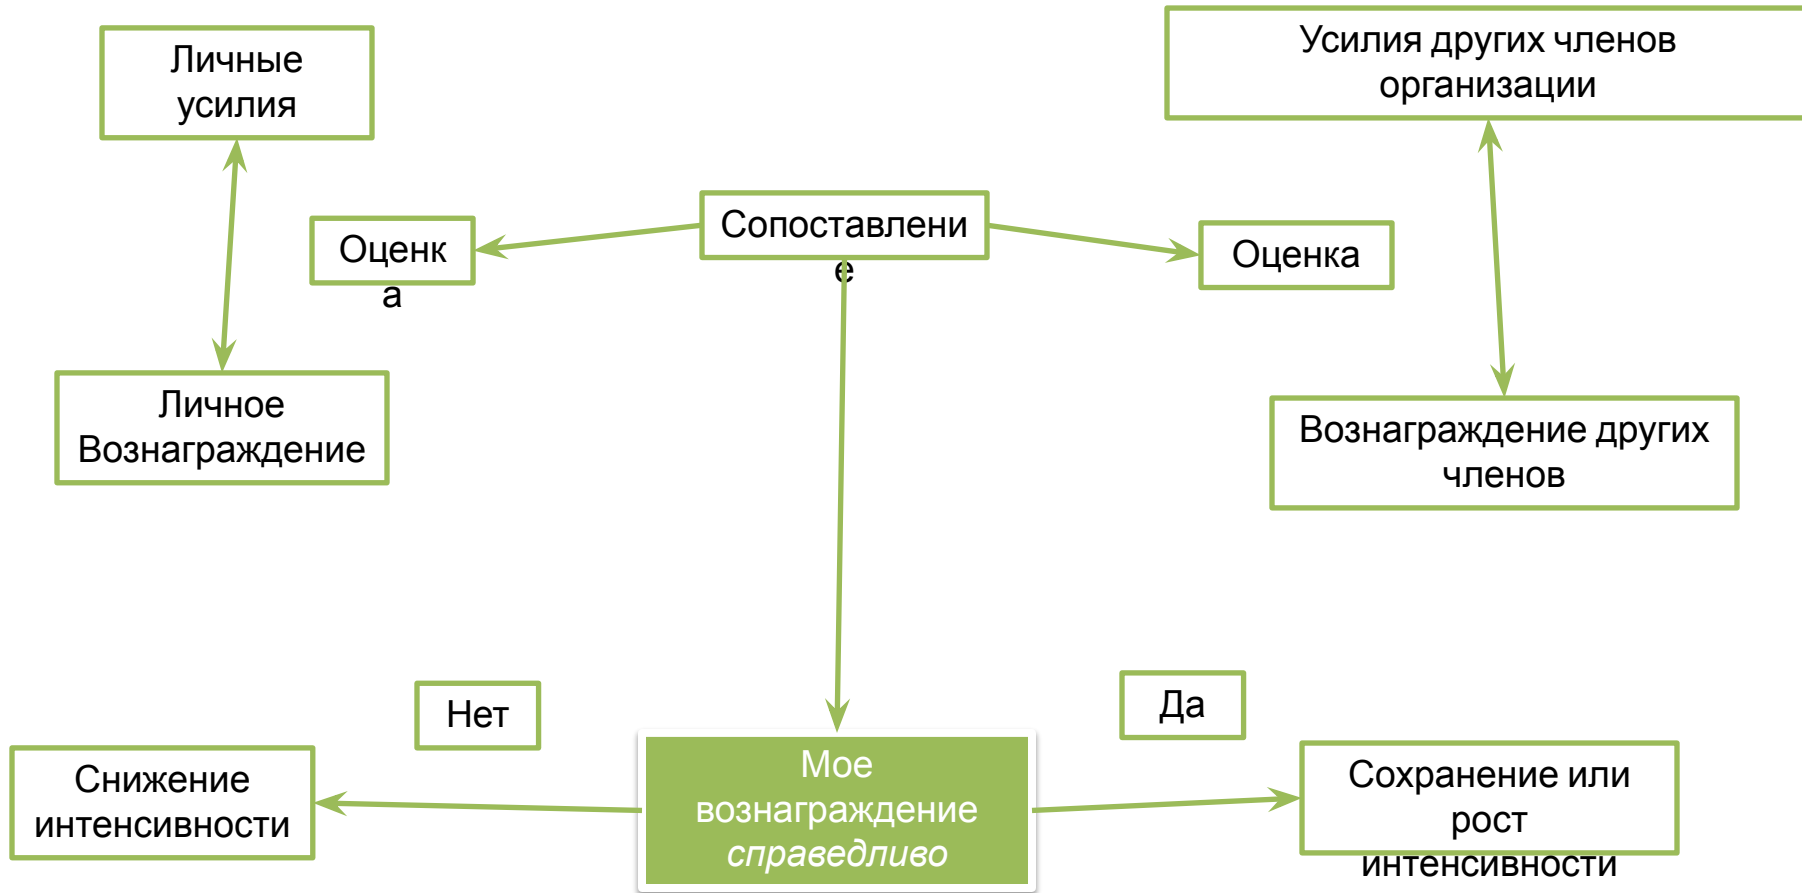 Личные
усилия
Усилия других членов
организации
Сопоставлени
е
Оценк
а
Оценка
Личное
Вознаграждение
Вознаграждение других
членов
Нет
Да
Снижение
интенсивности
Мое
вознаграждение
справедливо
Сохранение или
рост
интенсивности